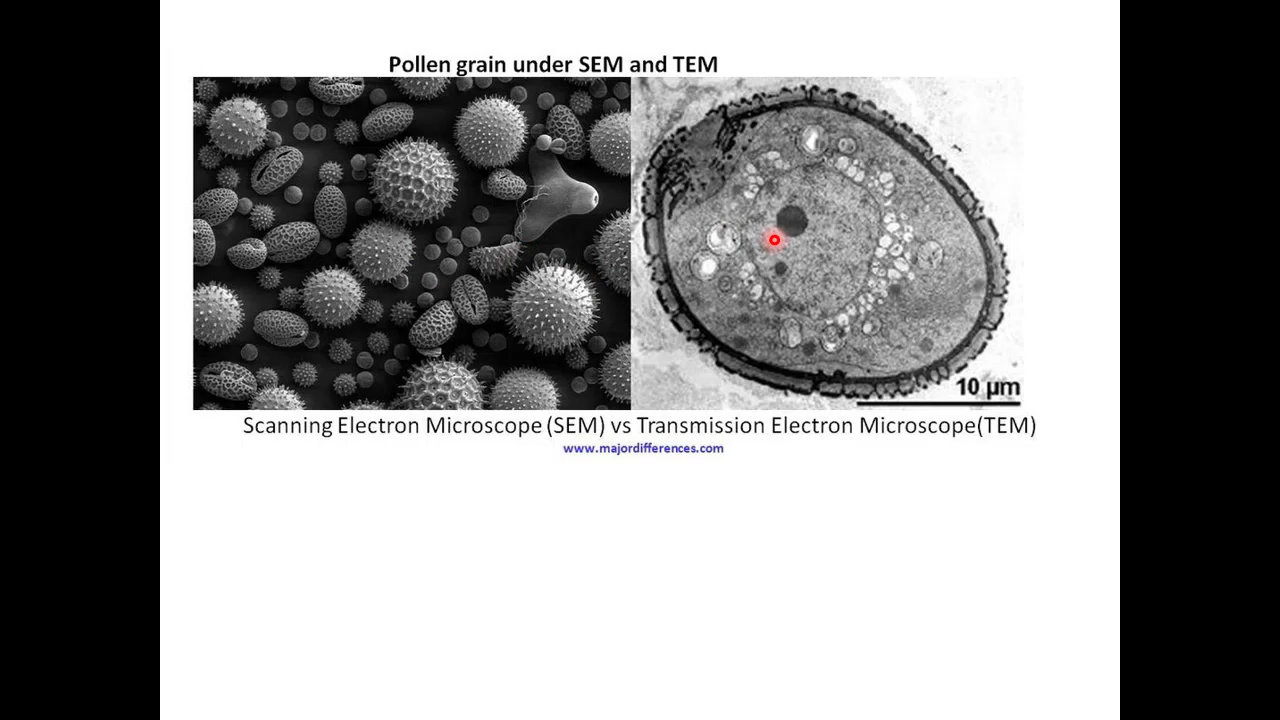 Pollen grain under SEM and TEM
10 µm
Scanning Electron Microscope (SEM) vs Transmission Electron Microscope(TEM)
www.majordifferences.com